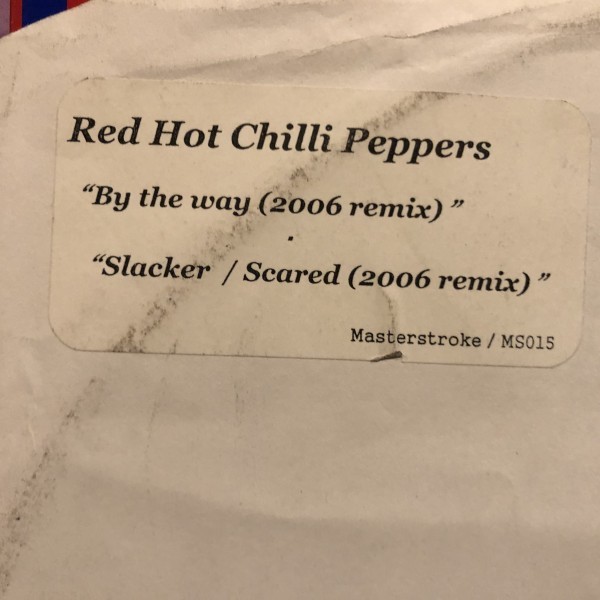 Red Hot Chilli Peppers
“By the way (2006 remix) ”
.
“Slacker / Scared (2006 remix) ”
Masterstroke / MS015